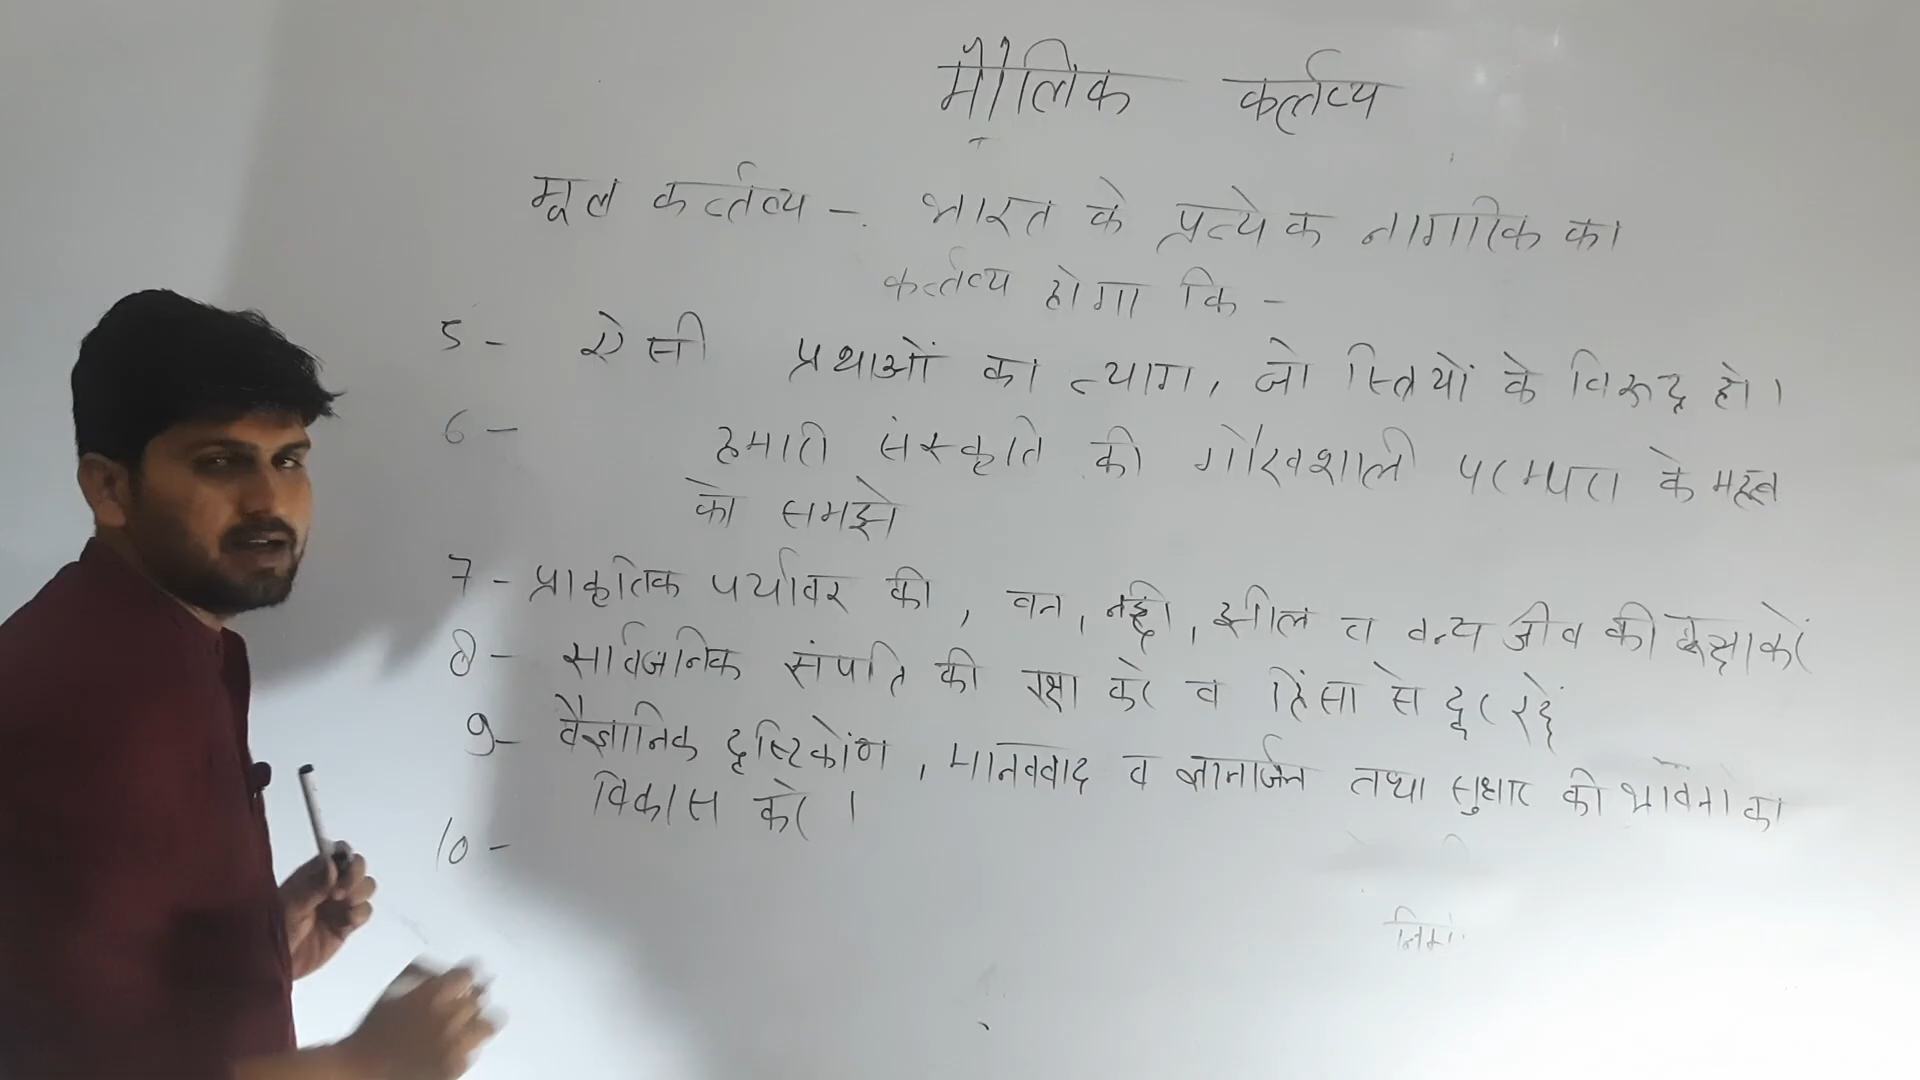 मौलिक कर्त्तव्य
मूल कर्त्तव्य - भारत के प्रत्येक नागरिक का
कर्त्तव्य होगा कि -
5- ऐसी प्रथाओं का त्याग, जो स्त्रियों के विरूद्ध हो।
6- हमारी संस्कृति की गौरवशाली परम्परा के महत्व
को समझे
7- प्राकृतिक पर्यावर की, वन, नद्दी, झील व वन्य जीव की रक्षा करें
8- सार्वजनिक संपत्ति की रक्षा करे व हिंसा से दूर रहें
9- वैज्ञानिक दृष्टिकोंण, मानववाद व ज्ञानार्जन तथा सुधार की भावना का
विकास करे।
10-